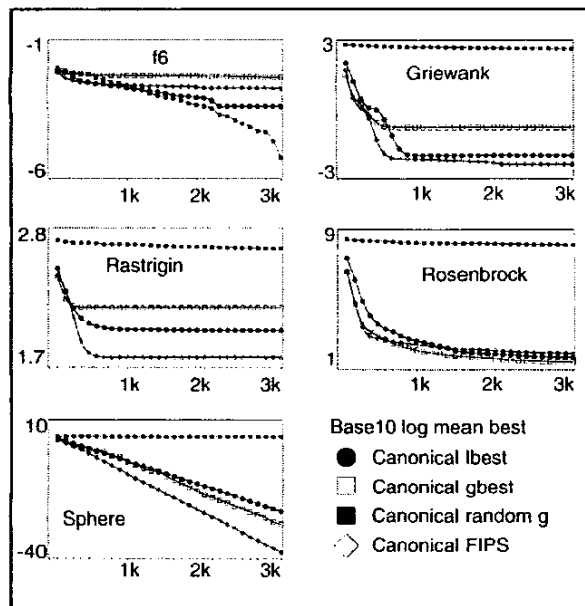 -1
f6
-6
1k 2k 3k
3
Griewank
-3
1k 2k 3k
2.8
Rastrigin
1.7
1k 2k 3k
9
Rosenbrock
1
1k 2k 3k
10
Sphere
-40
1k 2k 3k
Base10 log mean best
Canonical lbest
Canonical gbest
Canonical random g
Canonical FIPS